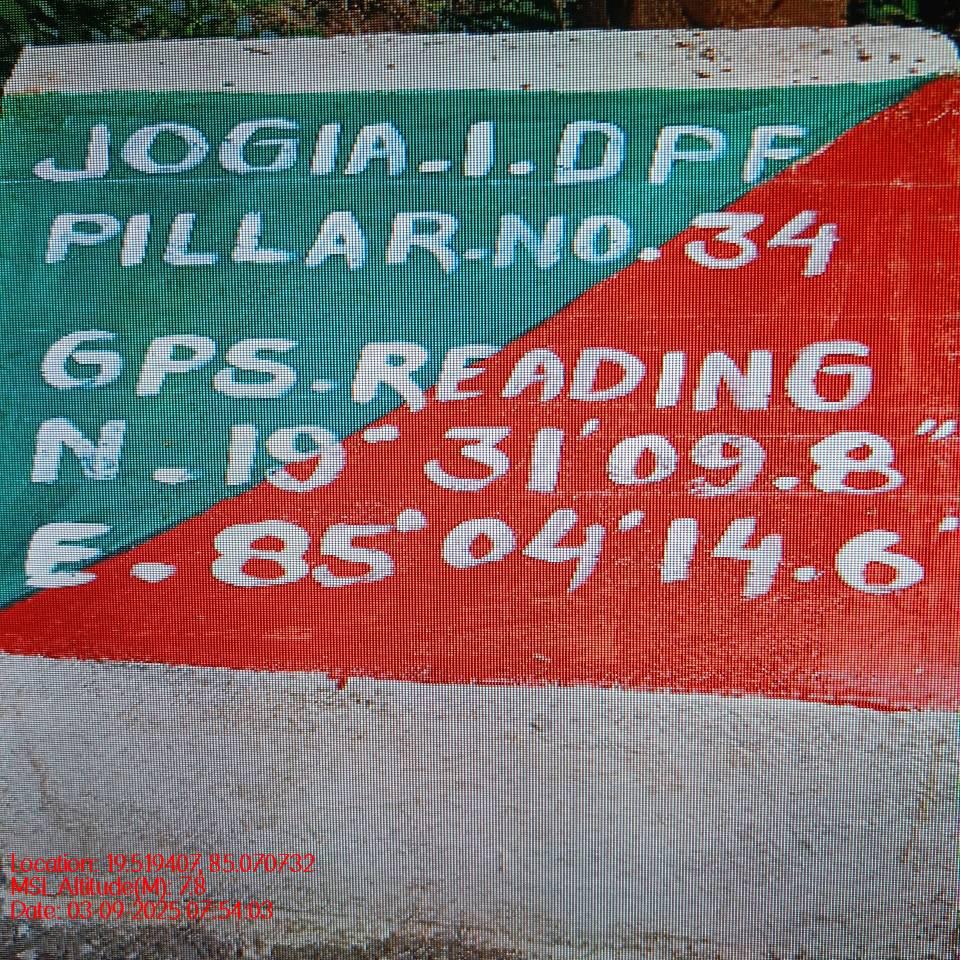 JOGIA.I.DPF
PILLAR.NO.34
GPS.READING
N.19° 31'09.8"
E.85°04'14.6"
Location: 19.519407, 85.070732
MSL Altitude(M): 78
Date: 03-09-2025 07:54:03